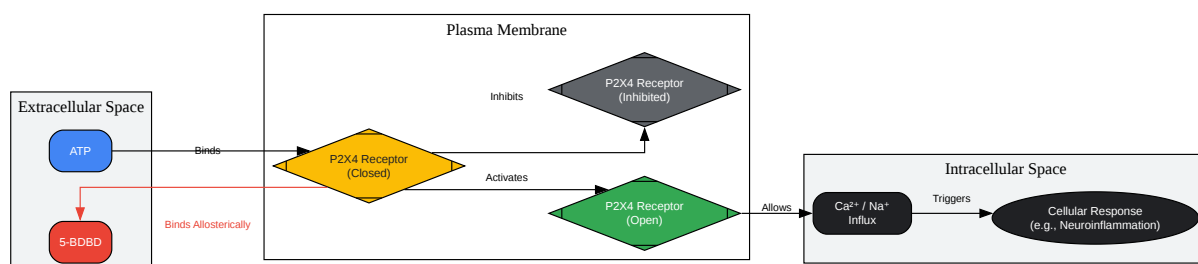 Plasma Membrane
Extracellular Space
ATP
Binds
5-BDBD
Binds Allosterically
P2X4 Receptor
(Closed)
Inhibits
P2X4 Receptor
(Inhibited)
Activates
P2X4 Receptor
(Open)
Allows
Intracellular Space
Ca²⁺ / Na⁺
Influx
Triggers
Cellular Response
(e.g., Neuroinflammation)